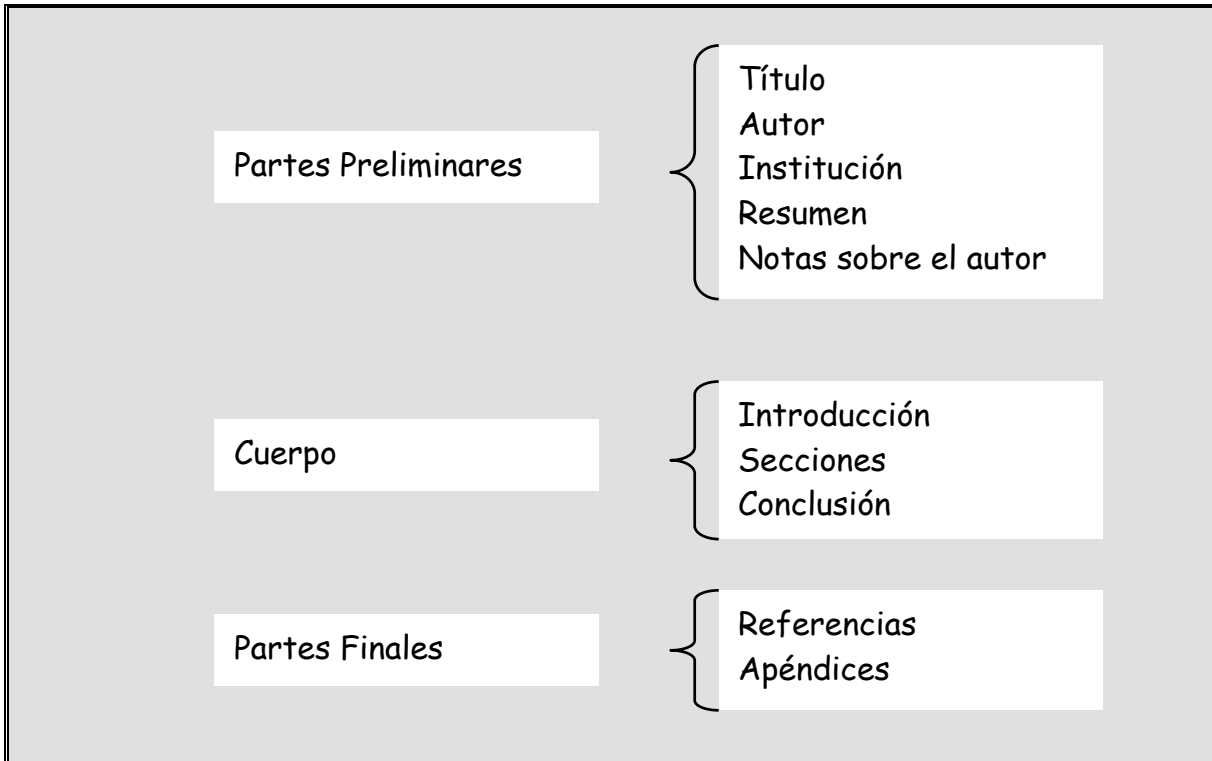 Partes Preliminares
Título
Autor
Institución
Resumen
Notas sobre el autor
Cuerpo
Introducción
Secciones
Conclusión
Partes Finales
Referencias
Apéndices